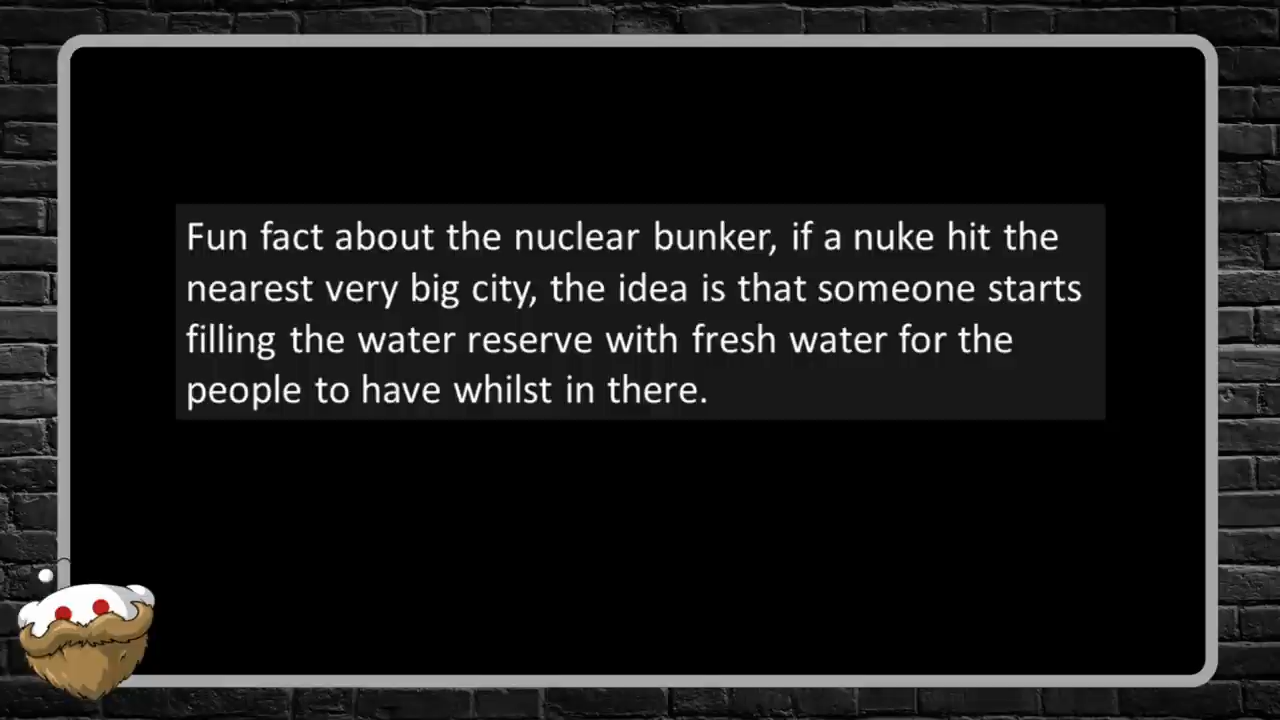 Fun fact about the nuclear bunker, if a nuke hit the
nearest very big city, the idea is that someone starts
filling the water reserve with fresh water for the
people to have whilst in there.